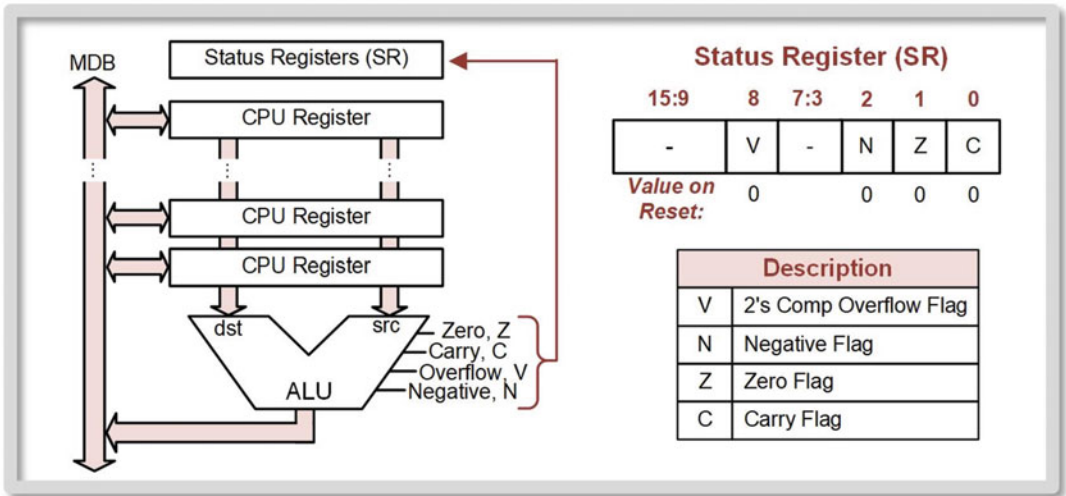 MDB
Status Registers (SR)
CPU Register
CPU Register
CPU Register
dst
src
ALU
Zero, Z
Carry, C
Overflow, V
Negative, N
Status Register (SR)
15:9 8 7:3 2 1 0
- V - N Z C
Value on
Reset:
0 0 0 0
Description
V 2's Comp Overflow Flag
N Negative Flag
Z Zero Flag
C Carry Flag